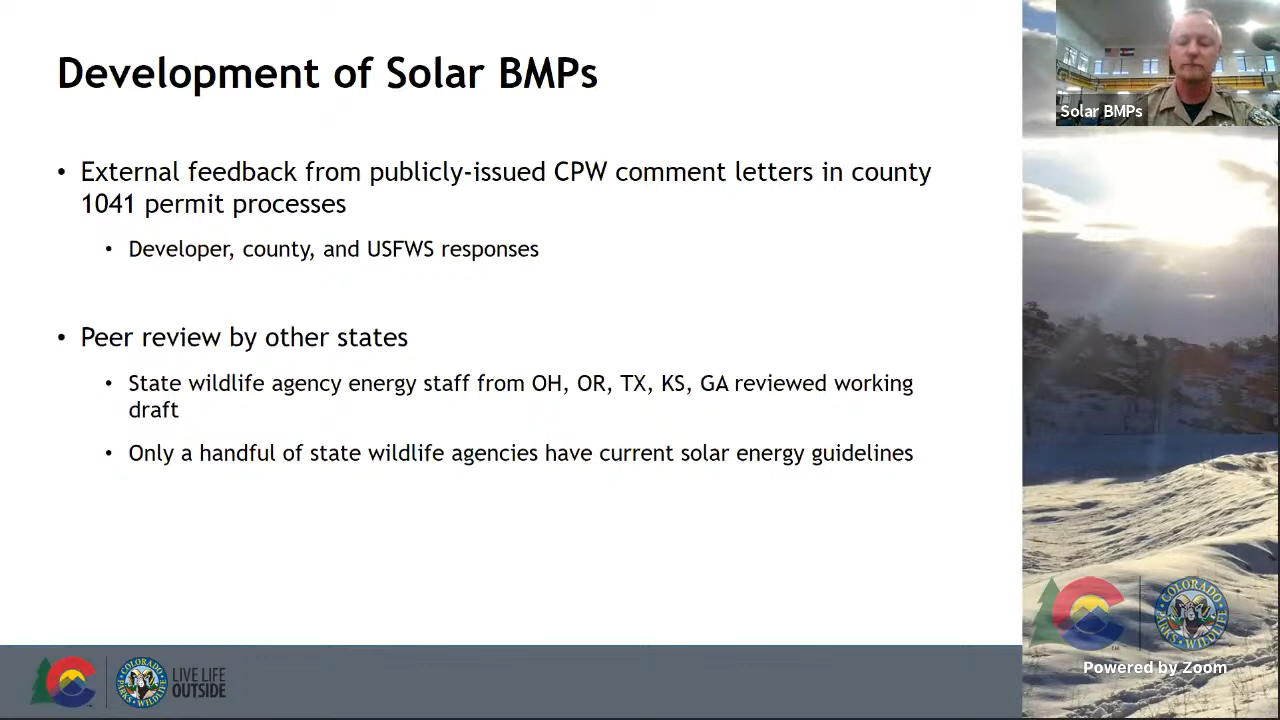 Development of Solar BMPs
Solar BMPs
• External feedback from publicly-issued CPW comment letters in county
1041 permit processes
• Developer, county, and USFWS responses
• Peer review by other states
• State wildlife agency energy staff from OH, OR, TX, KS, GA reviewed working
draft
• Only a handful of state wildlife agencies have current solar energy guidelines
COLORADO
PARKS
WILDLIFE
Powered by Zoom
COLORADO
PARKS
WILDLIFE
LIVE LIFE
OUTSIDE